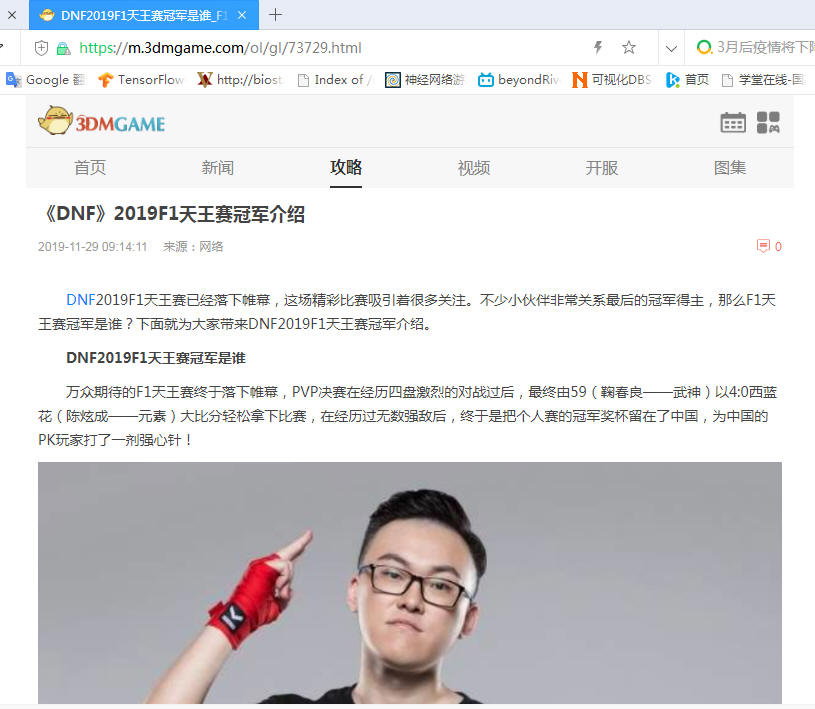 DNF2019F1天王赛冠军是谁_F1
https://m.3dmgame.com/ol/gl/73729.html
3月后疫情将下
Google 翻
TensorFlow
http://biost
Index of /
神经网络游
beyondRiv
可视化DBS
首页
学堂在线-国
3DMGAME
首页 新闻 攻略 视频 开服 图集
《DNF》2019F1天王赛冠军介绍
2019-11-29 09:14:11 来源：网络 0
DNF2019F1天王赛已经落下帷幕，这场精彩比赛吸引着很多关注。不少小伙伴非常关系最后的冠军得主，那么F1天
王赛冠军是谁？下面就为大家带来DNF2019F1天王赛冠军介绍。
DNF2019F1天王赛冠军是谁
万众期待的F1天王赛终于落下帷幕，PVP决赛在经历四盘激烈的对战过后，最终由59（鞠春良——武神）以4:0西蓝
花（陈炫成——元素）大比分轻松拿下比赛，在经历过无数强敌后，终于是把个人赛的冠军奖杯留在了中国，为中国的
PK玩家打了一剂强心针！